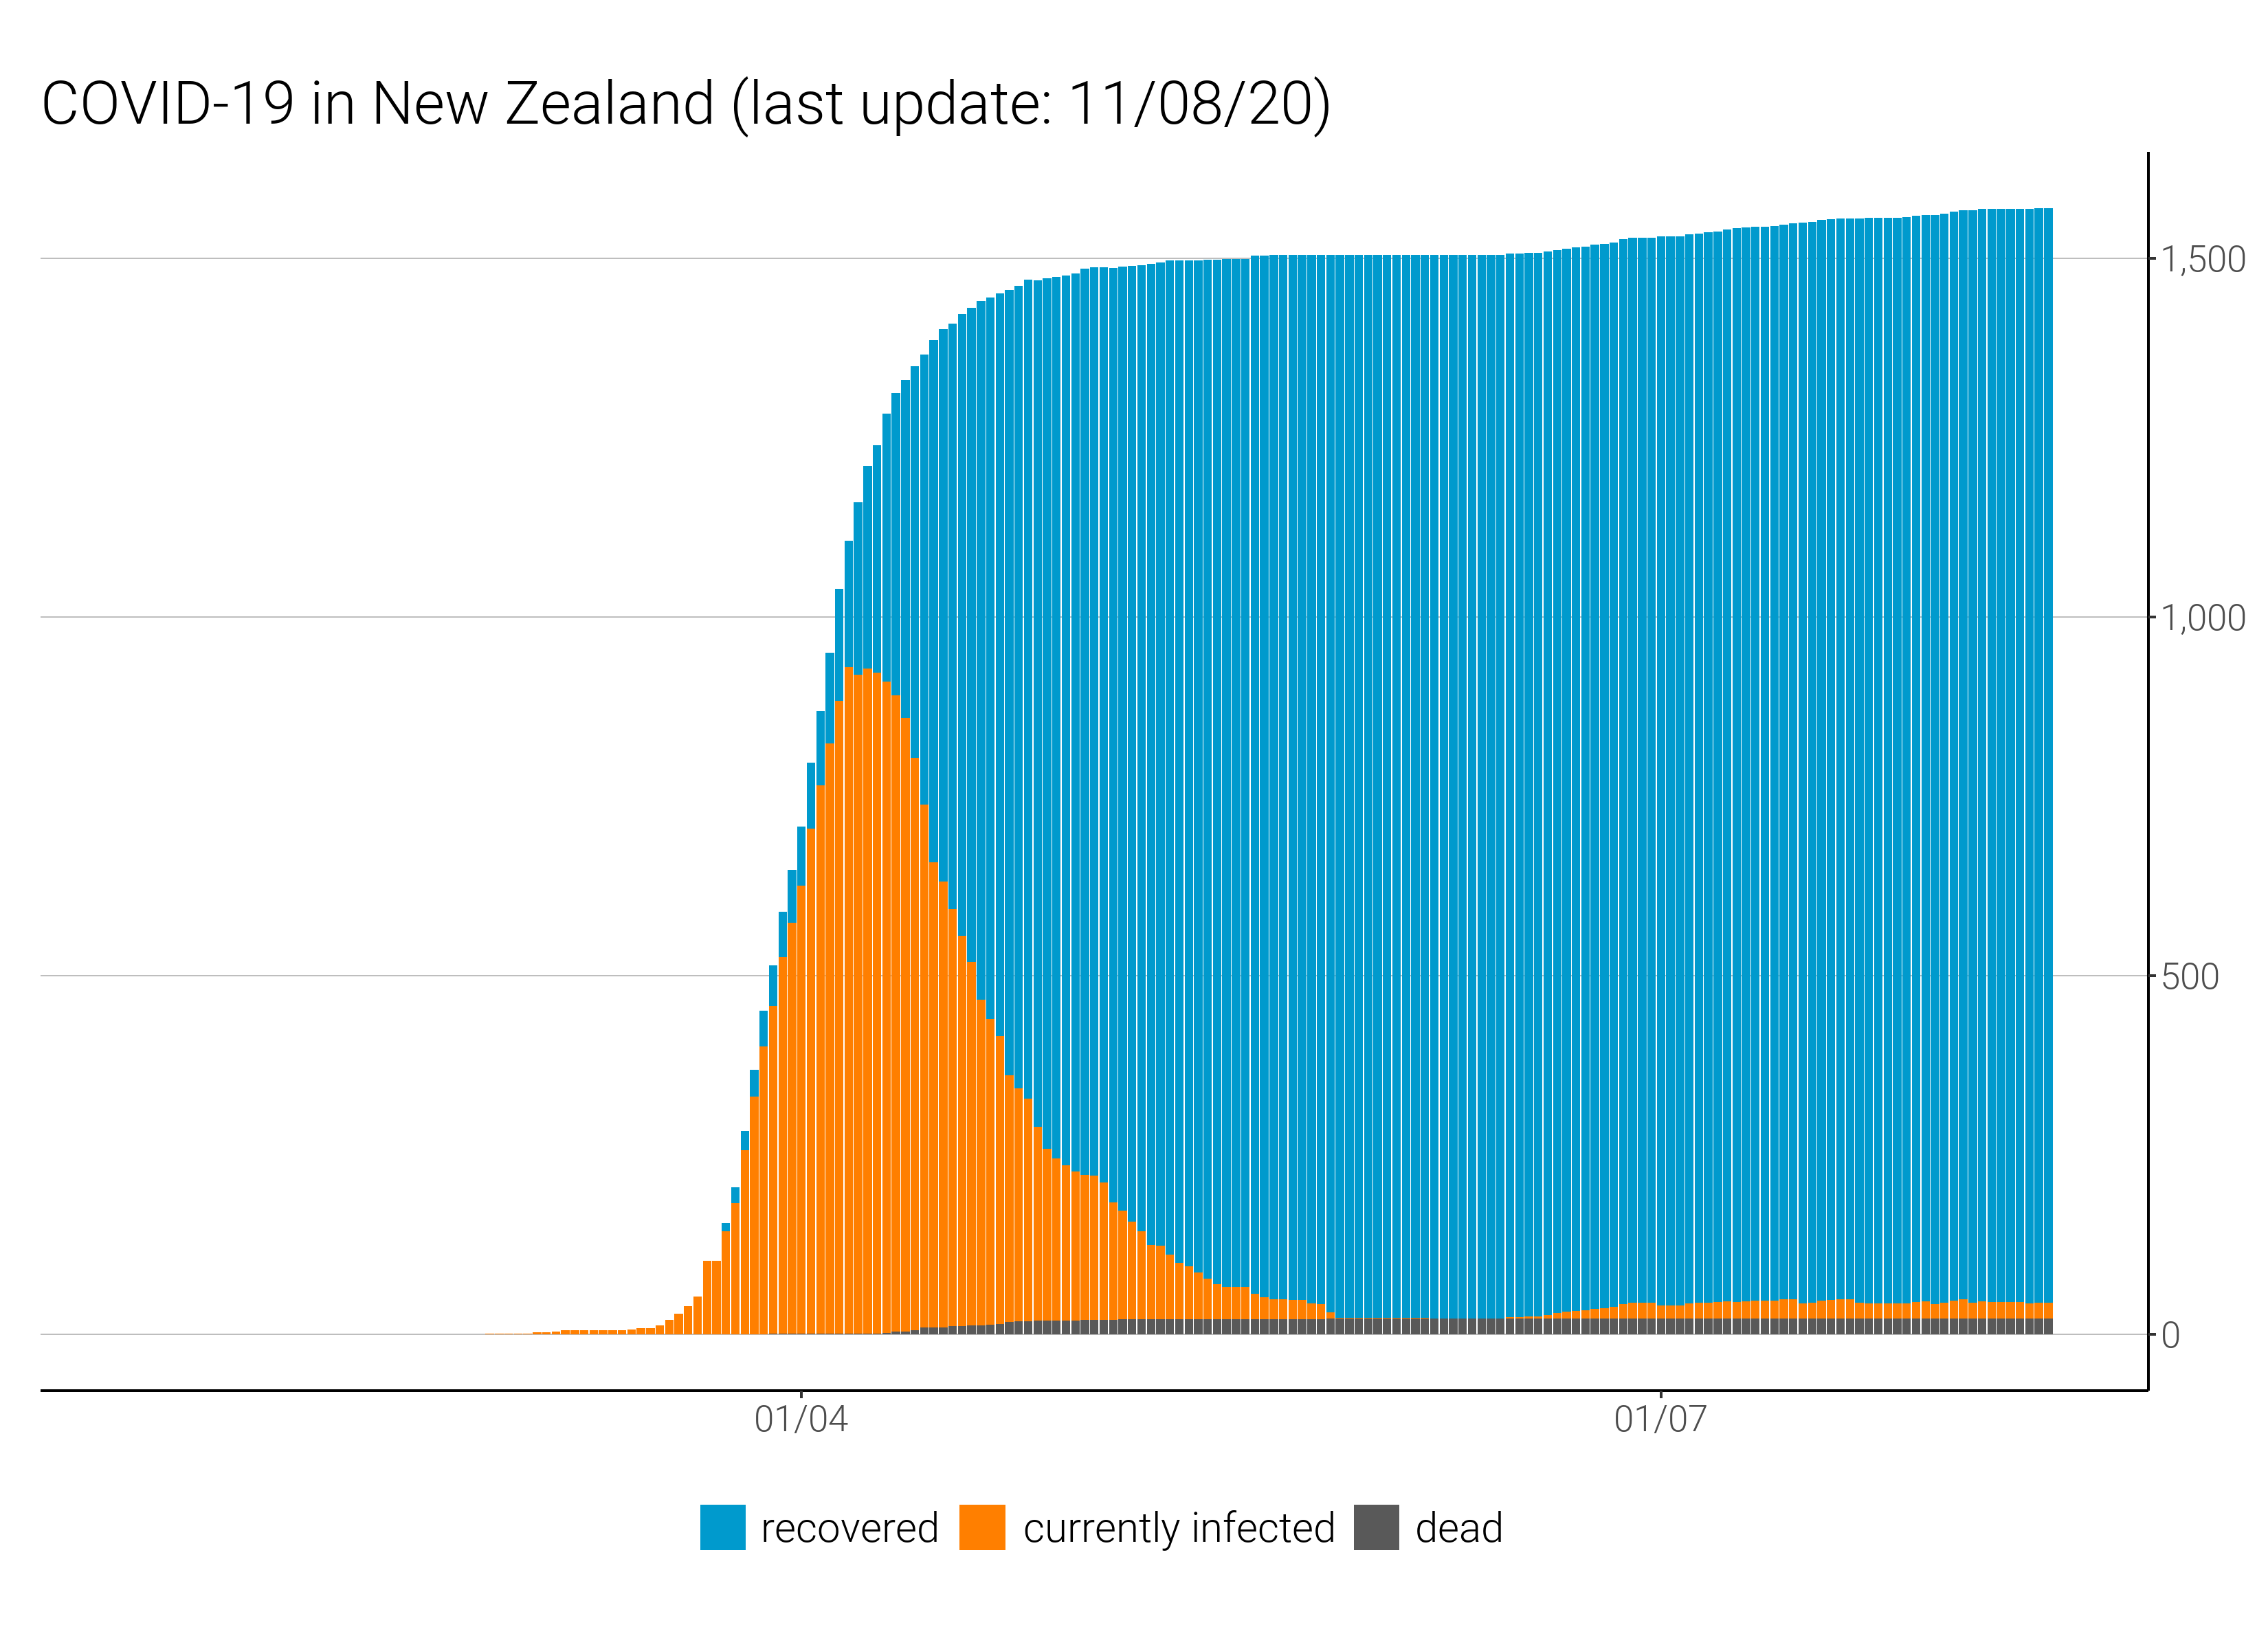 COVID-19 in New Zealand (last update: 11/08/20)
1,500
1,000
500
0
01/04 01/07
recovered currently infected dead